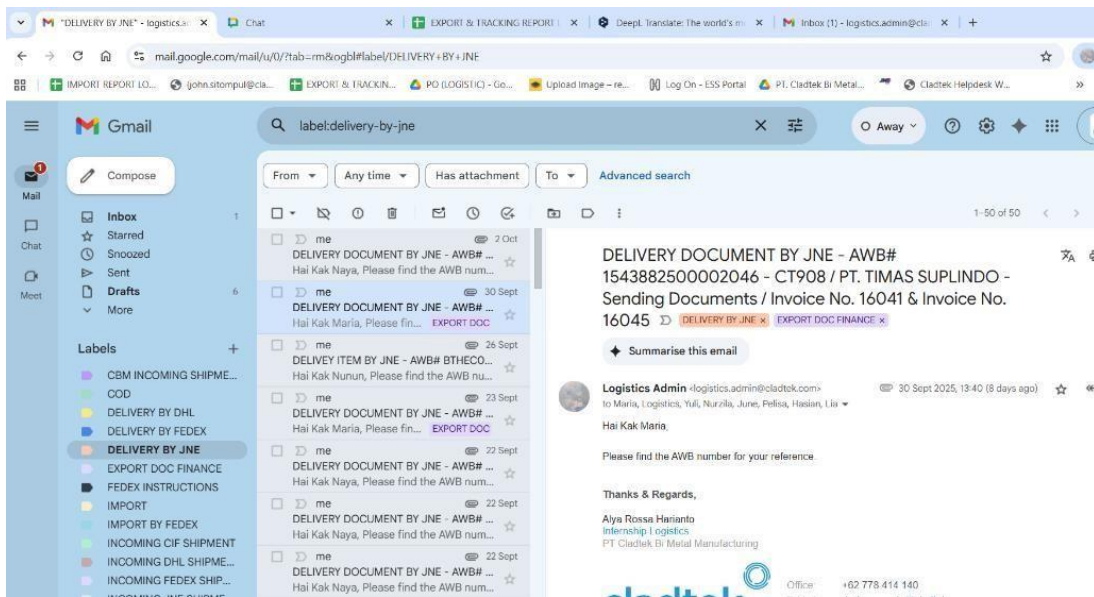 "DELIVERY BY JNE" - logistics.a
Chat
EXPORT & TRACKING REPORT
DeepL Translate: The world's m
Inbox (1) - logistics.admin@cla
mail.google.com/mail/u/0/?tab=rm&ogbl#label/DELIVERY+BY+JNE
IMPORT REPORT LO...
(john.sitompul@cla...
EXPORT & TRACKIN...
PO (LOGISTIC) - Go...
Upload Image – re...
Log On - ESS Portal
PT. Cladtek Bi Metal...
Cladtek Helpdesk W...
Gmail
label:delivery-by-jne
Away
1
Mail
Chat
Meet
Compose
Inbox 1
Starred
Snoozed
Sent
Drafts 6
More
Labels
CBM INCOMING SHIPME...
COD
DELIVERY BY DHL
DELIVERY BY FEDEX
DELIVERY BY JNE
EXPORT DOC FINANCE
FEDEX INSTRUCTIONS
IMPORT
IMPORT BY FEDEX
INCOMING CIF SHIPMENT
INCOMING DHL SHIPME...
INCOMING FEDEX SHIP...
From
Any time
Has attachment
To
Advanced search
1-50 of 50
me 2 Oct
DELIVERY DOCUMENT BY JNE - AWB# ...
Hai Kak Naya, Please find the AWB num...
me 30 Sept
DELIVERY DOCUMENT BY JNE - AWB# ...
Hai Kak Maria, Please fin... EXPORT DOC
me 26 Sept
DELIVEY ITEM BY JNE - AWB# BTHECO...
Hai Kak Nunun, Please find the AWB nu...
me 23 Sept
DELIVERY DOCUMENT BY JNE - AWB# ...
Hai Kak Maria, Please fin... EXPORT DOC
me 22 Sept
DELIVERY DOCUMENT BY JNE - AWB# ...
Hai Kak Naya, Please find the AWB num...
me 22 Sept
DELIVERY DOCUMENT BY JNE - AWB# ...
Hai Kak Naya, Please find the AWB num...
me 22 Sept
DELIVERY DOCUMENT BY JNE - AWB# ...
Hai Kak Naya, Please find the AWB num...
DELIVERY DOCUMENT BY JNE - AWB#
1543882500002046 - CT908 / PT. TIMAS SUPLINDO -
Sending Documents / Invoice No. 16041 & Invoice No.
16045 DELIVERY BY JNE × EXPORT DOC FINANCE ×
Summarise this email
Logistics Admin <logistics.admin@cladtek.com> 30 Sept 2025, 13:40 (8 days ago)
to Maria, Logistics, Yuli, Nurzila, June, Pelisa, Hasian, Lia
Hai Kak Maria,
Please find the AWB number for your reference.
Thanks & Regards,
Alya Rossa Harianto
Internship Logistics
PT Cladtek Bi Metal Manufacturing
cladtek
Office: +62 778 414 140